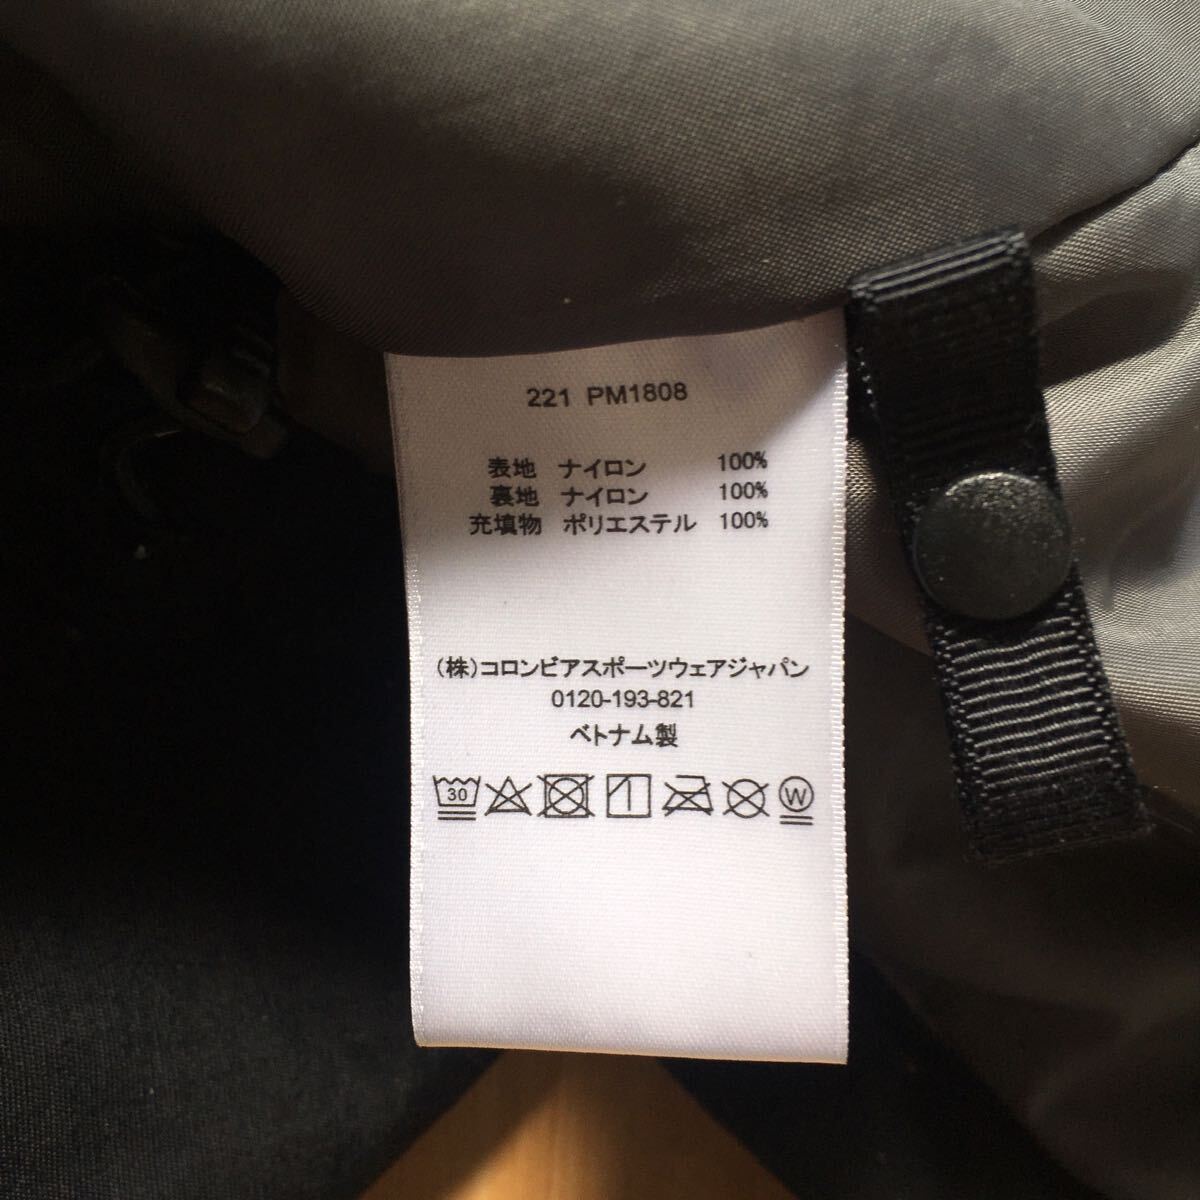 221 PM1808
表地 ナイロン 100%
裏地 ナイロン 100%
充填物 ポリエステル 100%
(株)コロンビアスポーツウェアジャパン
0120-193-821
ベトナム製
30 W